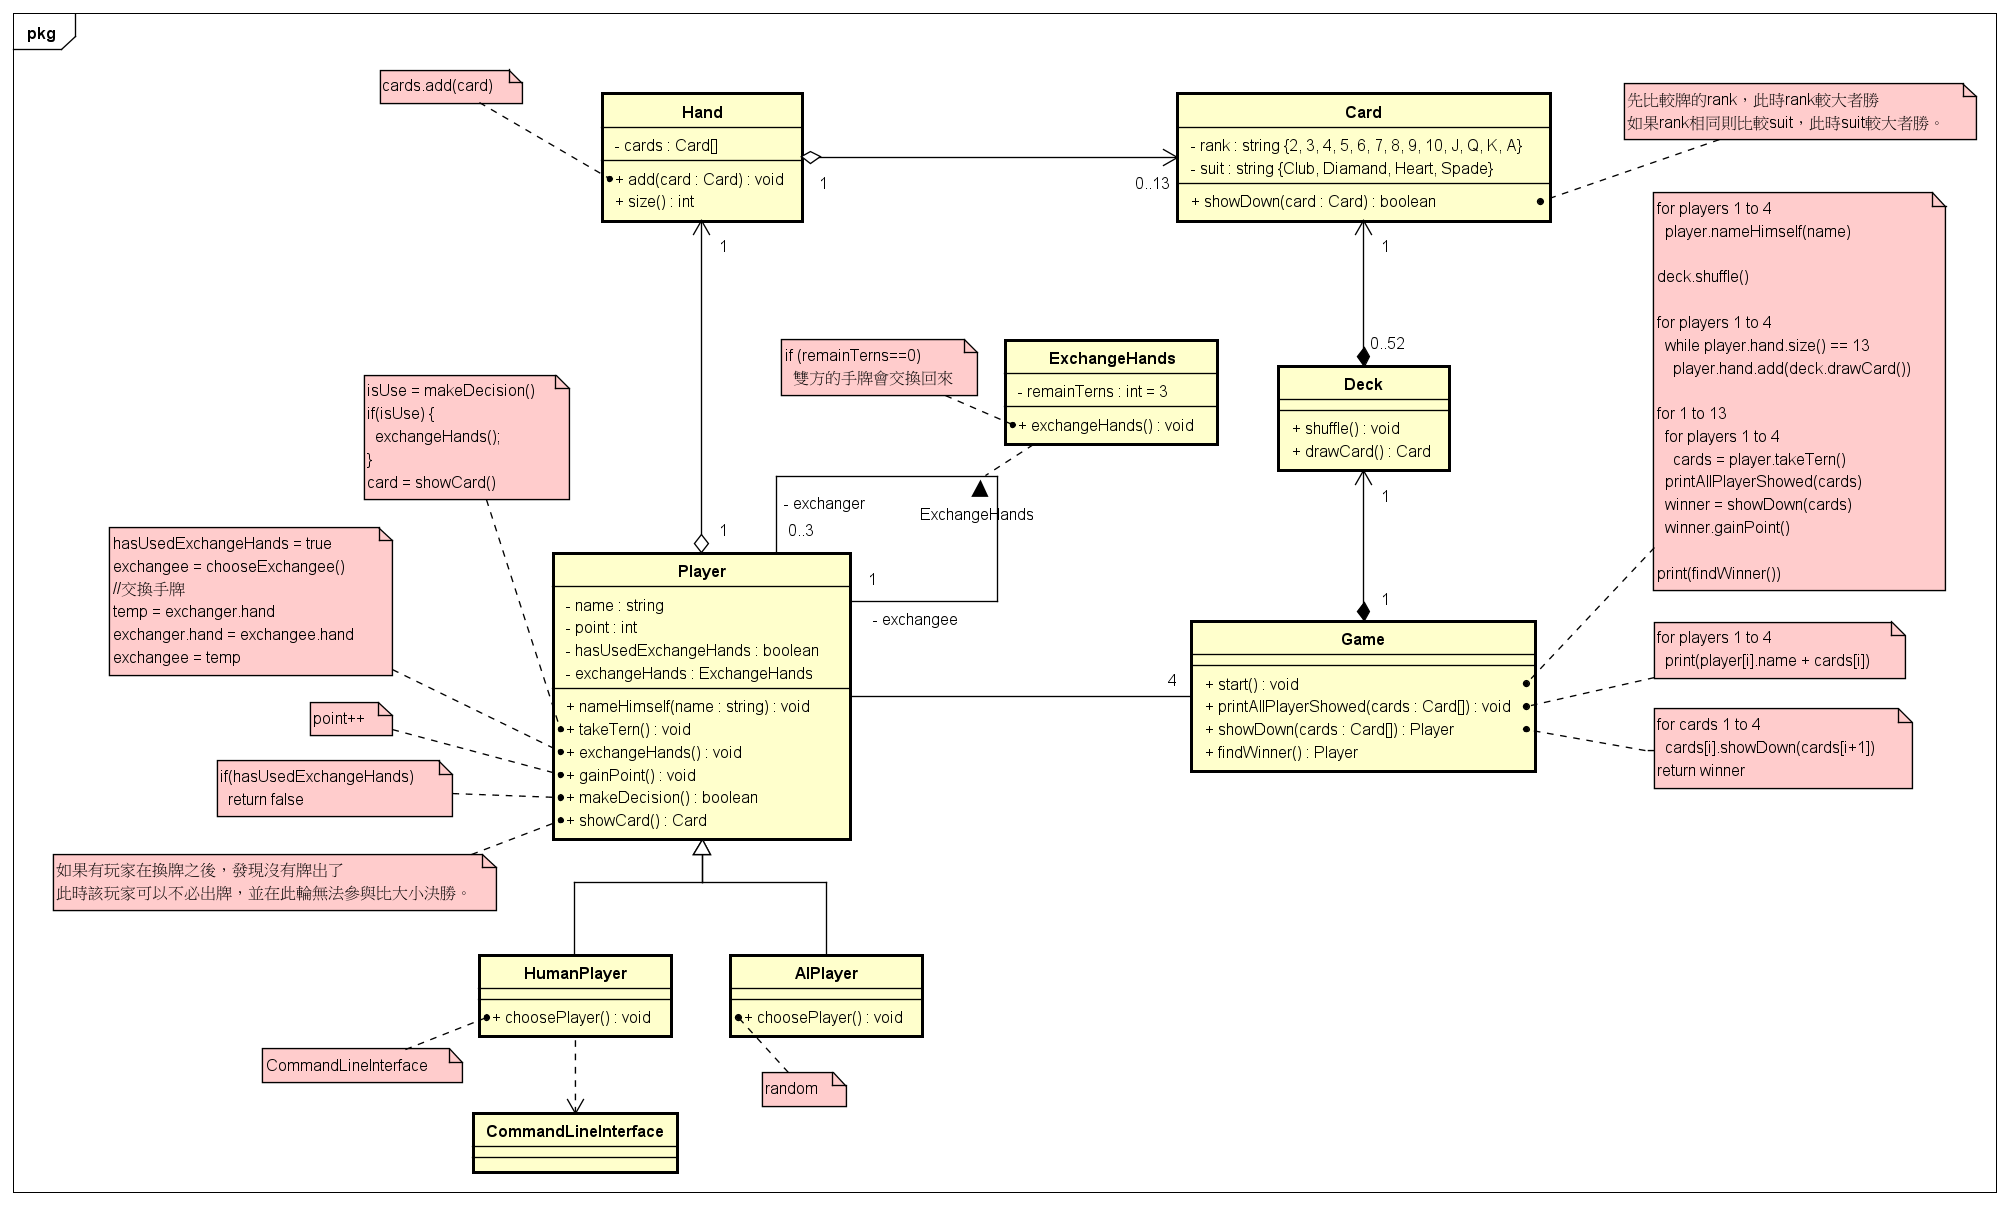 pkg
cards.add(card)
Hand
- cards : Card[]
+ add(card : Card) : void
+ size() : int
1
0..13
Card
- rank : string {2, 3, 4, 5, 6, 7, 8, 9, 10, J, Q, K, A}
- suit : string {Club, Diamand, Heart, Spade}
+ showDown(card : Card) : boolean
先比較牌的rank，此時rank較大者勝
如果rank相同則比較suit，此時suit較大者勝。
for players 1 to 4
player.nameHimself(name)
deck.shuffle()
for players 1 to 4
while player.hand.size() == 13
player.hand.add(deck.drawCard())
for 1 to 13
for players 1 to 4
cards = player.takeTern()
printAllPlayerShowed(cards)
winner = showDown(cards)
winner.gainPoint()
print(findWinner())
1
1
0..52
if (remainTerns==0)
雙方的手牌會交換回來
ExchangeHands
- remainTerns : int = 3
+ exchangeHands() : void
Deck
+ shuffle() : void
+ drawCard() : Card
1
isUse = makeDecision()
if(isUse) {
exchangeHands();
}
card = showCard()
- exchanger
0..3
ExchangeHands
1
- exchangee
1
hasUsedExchangeHands = true
exchangee = chooseExchangee()
//交換手牌
temp = exchanger.hand
exchanger.hand = exchangee.hand
exchangee = temp
Player
- name : string
- point : int
- hasUsedExchangeHands : boolean
- exchangeHands : ExchangeHands
+ nameHimself(name : string) : void
+ takeTern() : void
+ exchangeHands() : void
+ gainPoint() : void
+ makeDecision() : boolean
+ showCard() : Card
1
4
Game
+ start() : void
+ printAllPlayerShowed(cards : Card[]) : void
+ showDown(cards : Card[]) : Player
+ findWinner() : Player
for players 1 to 4
print(player[i].name + cards[i])
for cards 1 to 4
cards[i].showDown(cards[i+1])
return winner
point++
if(hasUsedExchangeHands)
return false
如果有玩家在換牌之後，發現沒有牌出了
此時該玩家可以不必出牌，並在此輪無法參與比大小決勝。
HumanPlayer
+ choosePlayer() : void
AIPlayer
+ choosePlayer() : void
CommandLineInterface
random
CommandLineInterface